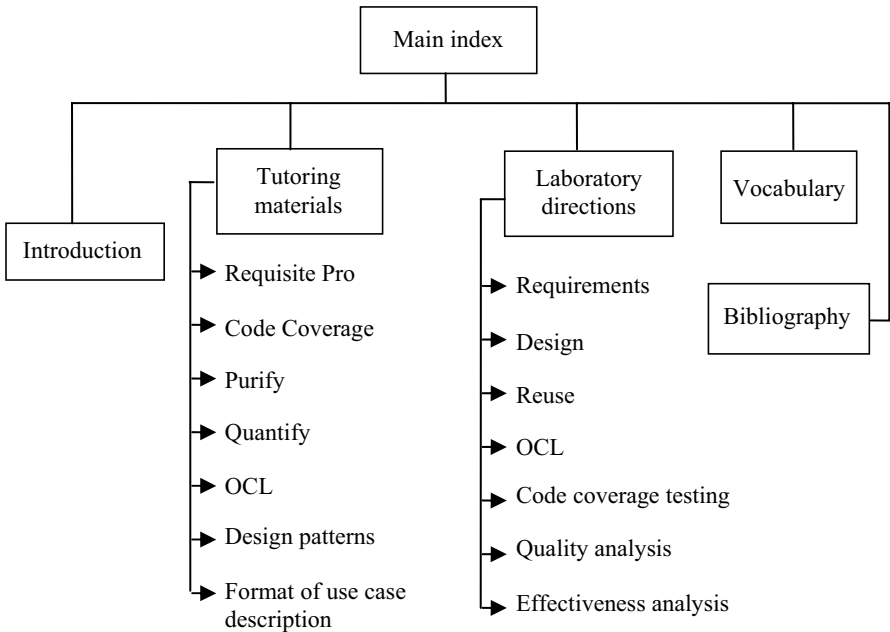 Main index
Introduction
Tutoring
materials
Requisite Pro
Code Coverage
Purify
Quantify
OCL
Design patterns
Format of use case
description
Laboratory
directions
Requirements
Design
Reuse
OCL
Code coverage testing
Quality analysis
Effectiveness analysis
Vocabulary
Bibliography